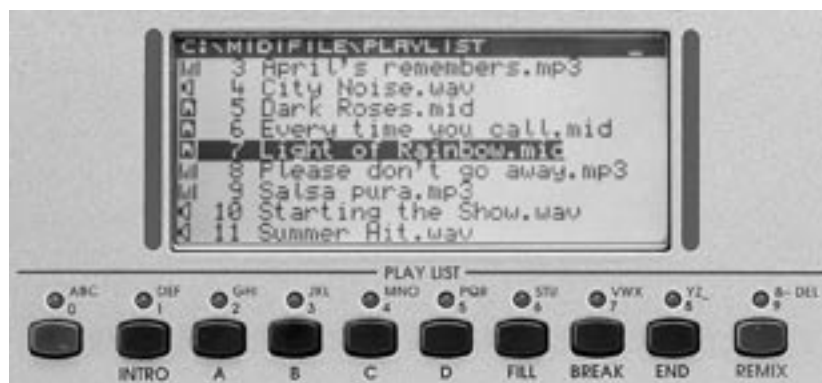 C:\MIDIFILE\PLAYLIST
3 April's remembers.mp3
4 City Noise.wav
5 Dark Roses.mid
6 Every time you call.mid
7 Light of Rainbow.mid
8 Please don't go away.mp3
9 Salsa pura.mp3
10 Starting the Show.wav
11 Summer Hit.wav
PLAY LIST
ABC DEF GHI JKL MNO PQR STU VWX YZ_ &- DEL
0 1 2 3 4 5 6 7 8 9
INTRO A B C D FILL BREAK END REMIX